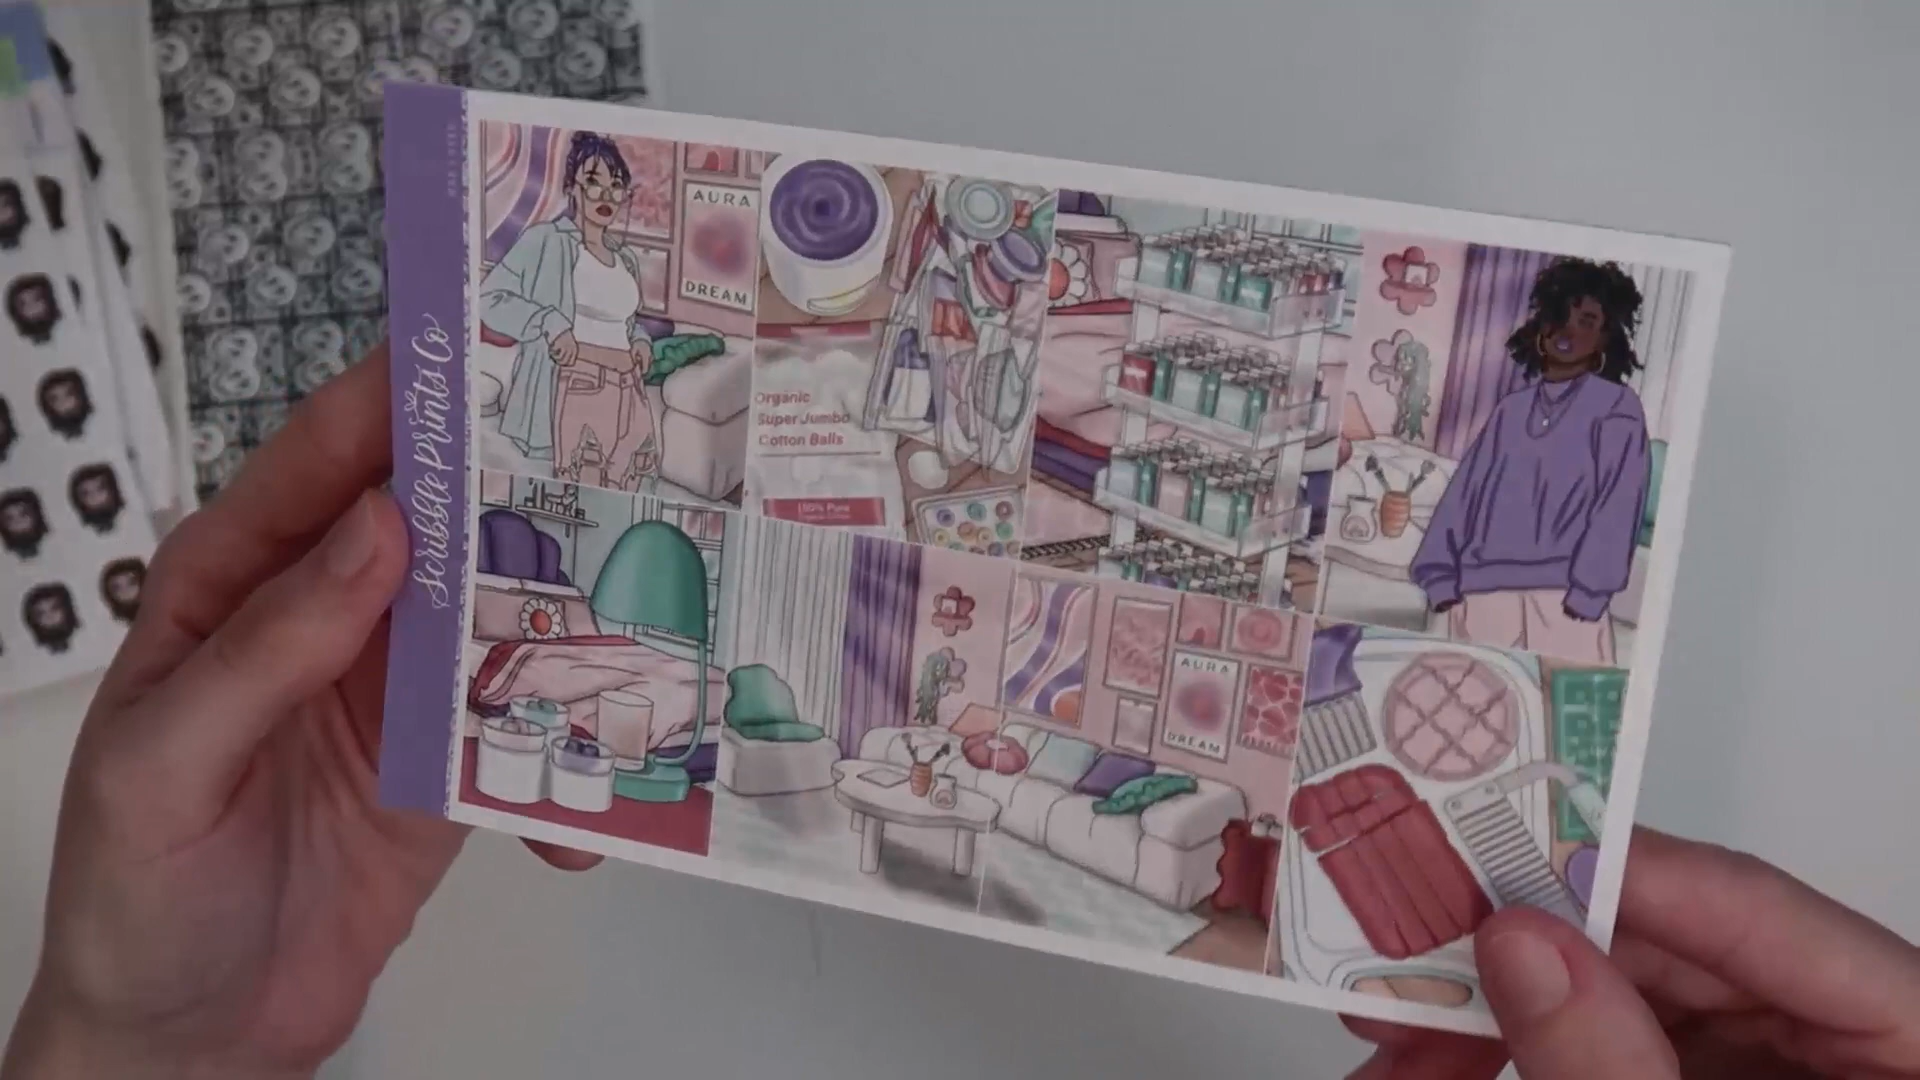 Scribble Prints Co
AURA
DREAM
Organic
Super Jumbo
Cotton Balls
100% Pure
AURA
DREAM